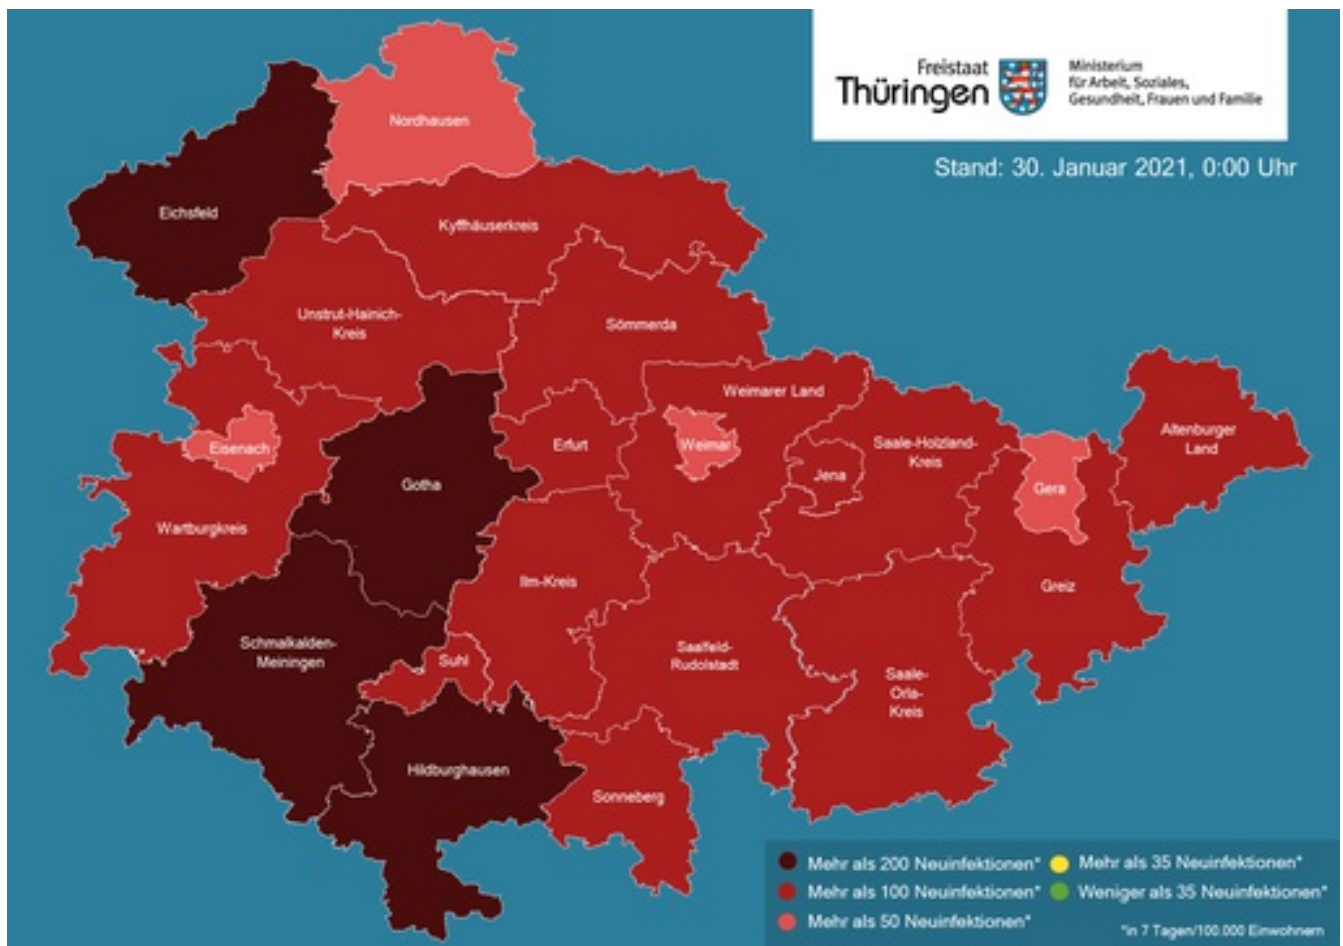 Freistaat
Thüringen
Ministerium
für Arbeit, Soziales,
Gesundheit, Frauen und Familie
Stand: 30. Januar 2021, 0:00 Uhr
Nordhausen
Eichsfeld
Kyffhäuserkreis
Unstrut-Hainich-
Kreis
Sömmerda
Weimarer Land
Eisenach
Erfurt
Weimar
Saale-Holzland-
Kreis
Altenburger
Land
Jena
Gotha
Gera
Wartburgkreis
Ilm-Kreis
Greiz
Schmalkalden-
Meiningen
Suhl
Saalfeld-
Rudolstadt
Saale-
Orla-
Kreis
Hildburghausen
Sonneberg
Mehr als 200 Neuinfektionen*
Mehr als 100 Neuinfektionen*
Mehr als 50 Neuinfektionen*
Mehr als 35 Neuinfektionen*
Weniger als 35 Neuinfektionen*
*in 7 Tagen/100.000 Einwohnern